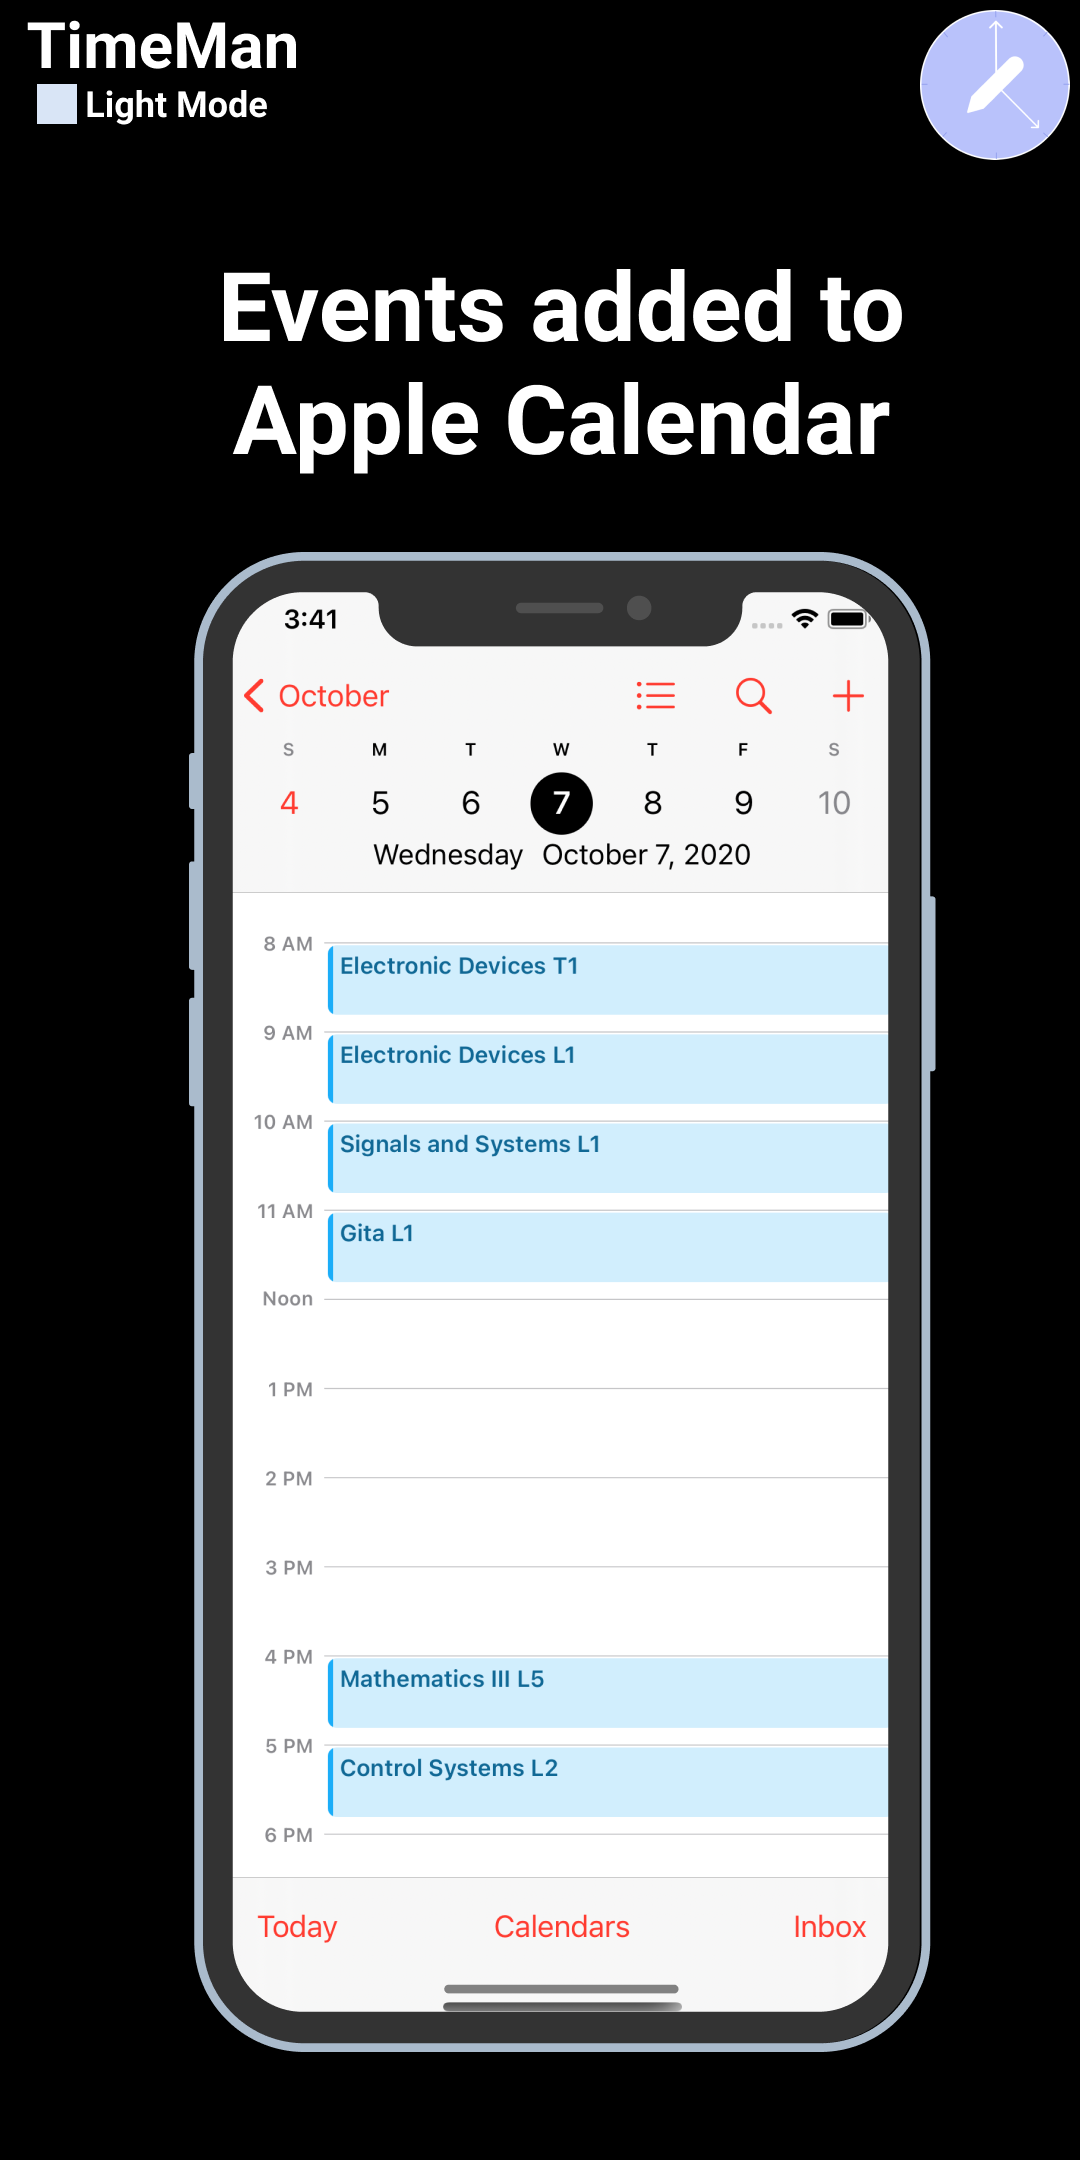 TimeMan
Light Mode
Events added to
Apple Calendar
3:41
October
S M T W T F S
4 5 6 7 8 9 10
Wednesday October 7, 2020
8 AM
Electronic Devices T1
9 AM
Electronic Devices L1
10 AM
Signals and Systems L1
11 AM
Gita L1
Noon
1 PM
2 PM
3 PM
4 PM
Mathematics III L5
5 PM
Control Systems L2
6 PM
Today Calendars Inbox